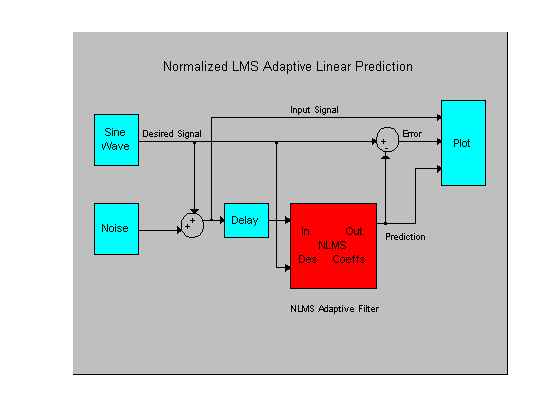 Normalized LMS Adaptive Linear Prediction
Input Signal
Sine
Wave
Desired Signal
+
-
Error
Plot
Noise
+
+
Delay
In Out
NLMS
Des Coeffs
Prediction
NLMS Adaptive Filter